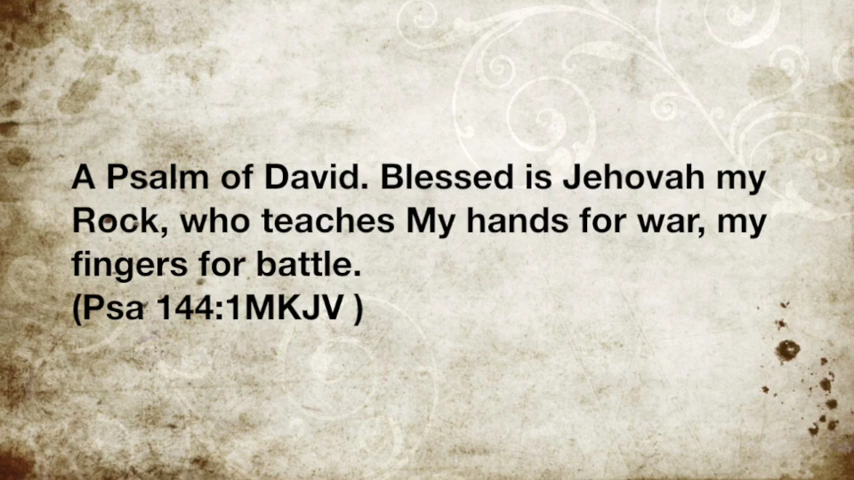 A Psalm of David. Blessed is Jehovah my
Rock, who teaches My hands for war, my
fingers for battle.
(Psa 144:1MKJV )